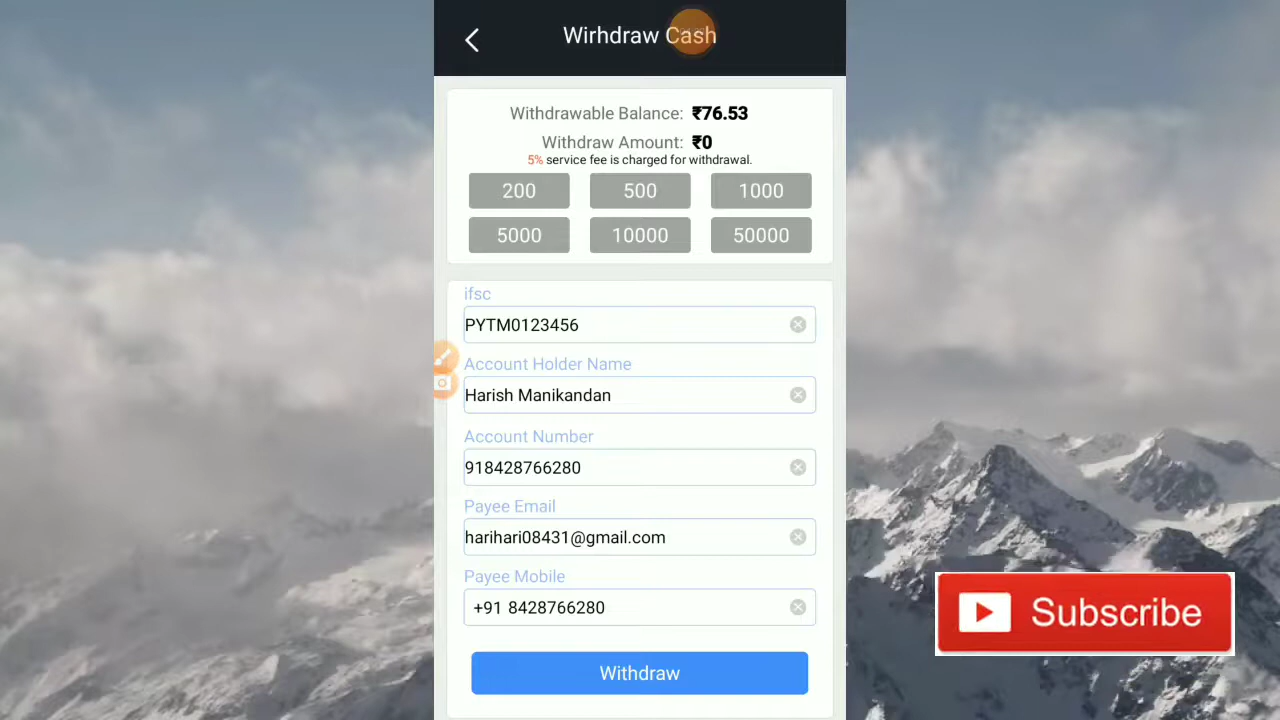 Wirhdraw Cash
Withdrawable Balance: ₹76.53
Withdraw Amount: ₹0
5% service fee is charged for withdrawal.
200 500 1000
5000 10000 50000
ifsc
PYTM0123456
Account Holder Name
Harish Manikandan
Account Number
918428766280
Payee Email
harihari08431@gmail.com
Payee Mobile
+91 8428766280
Withdraw
Subscribe